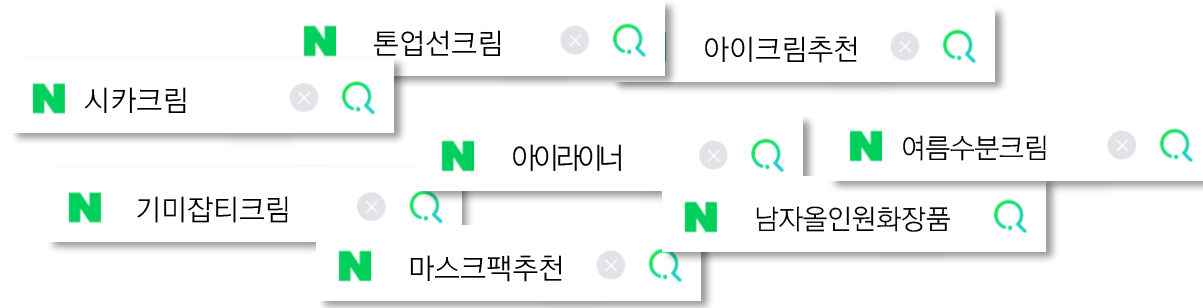 N 톤업선크림
아이크림추천
N 시카크림
N 아이라이너
N 여름수분크림
N 기미잡티크림
N 남자올인원화장품
N 마스크팩추천